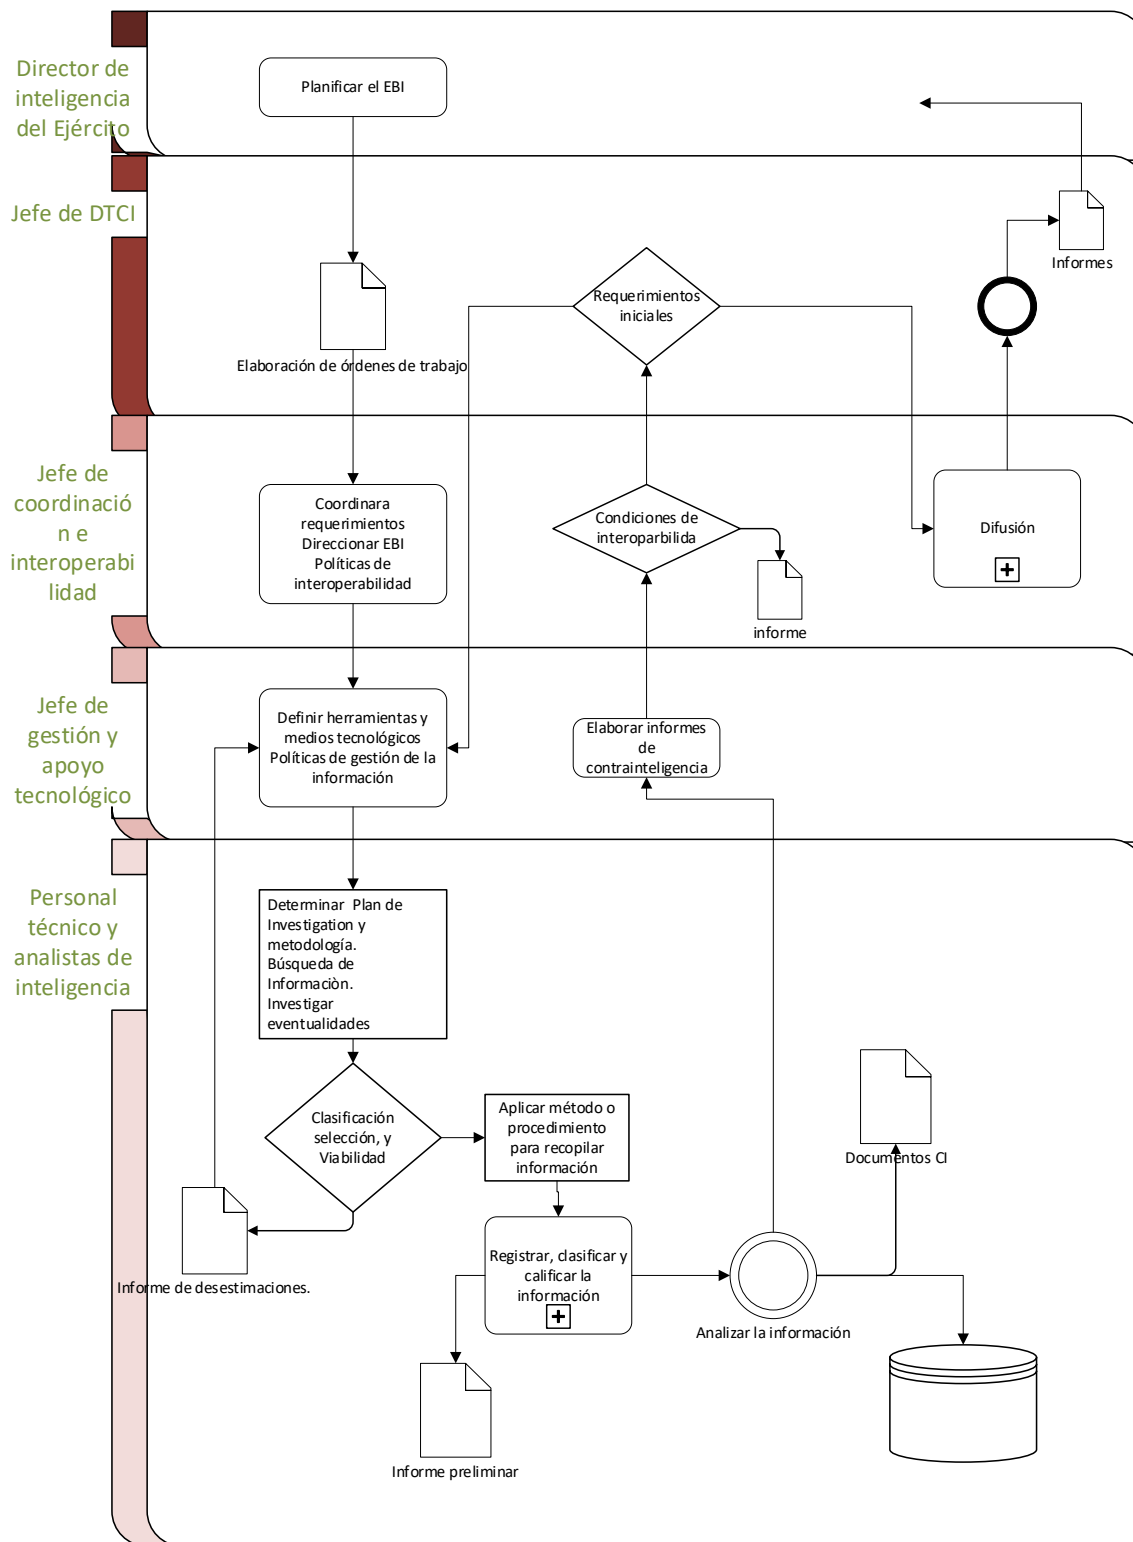 Director de
inteligencia
del Ejército
Planificar el EBI
Jefe de DTCI
Elaboración de órdenes de trabajo
Requerimientos
iniciales
Informes
Jefe de
coordinació
n e
interoperabi
lidad
Coordinara
requerimientos
Direccionar EBI
Políticas de
interoperabilidad
Condiciones de
interoparbilida
informe
Difusión
Jefe de
gestión y
apoyo
tecnológico
Definir herramientas y
medios tecnológicos
Políticas de gestión de la
información
Elaborar informes
de
contrainteligencia
Personal
técnico y
analistas de
inteligencia
Determinar Plan de
Investigation y
metodología.
Búsqueda de
Informaciòn.
Investigar
eventualidades
Clasificación
selección, y
Viabilidad
Aplicar método o
procedimiento
para recopilar
información
Documentos CI
Informe de desestimaciones.
Registrar, clasificar y
calificar la
información
Analizar la información
Informe preliminar